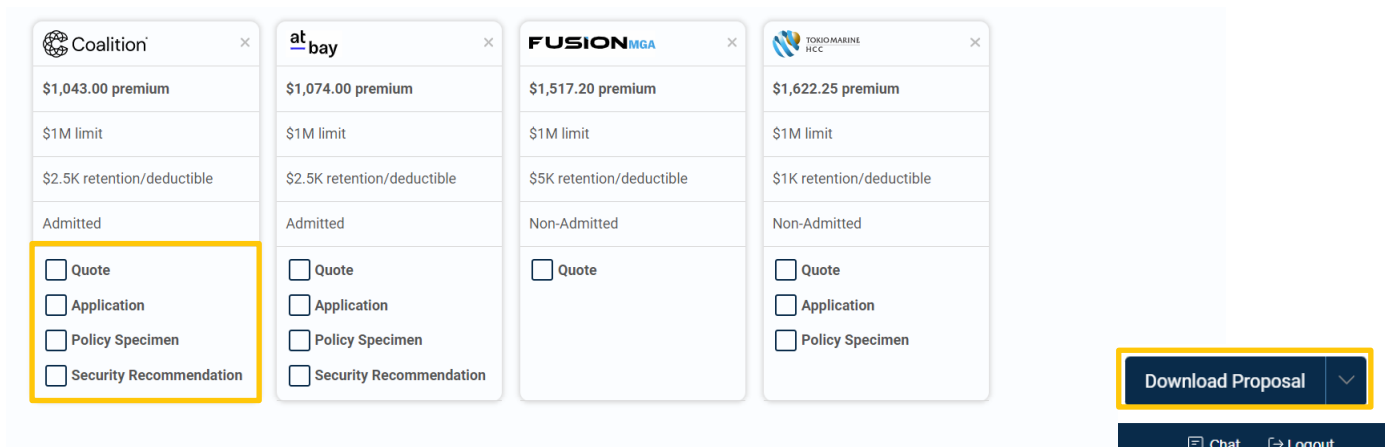 Coalition
$1,043.00 premium
$1M limit
$2.5K retention/deductible
Admitted
Quote
Application
Policy Specimen
Security Recommendation
at
bay
$1,074.00 premium
$1M limit
$2.5K retention/deductible
Admitted
Quote
Application
Policy Specimen
Security Recommendation
FUSION MGA
$1,517.20 premium
$1M limit
$5K retention/deductible
Non-Admitted
Quote
TOKIO MARINE
HCC
$1,622.25 premium
$1M limit
$1K retention/deductible
Non-Admitted
Quote
Application
Policy Specimen
Download Proposal
Chat Logout